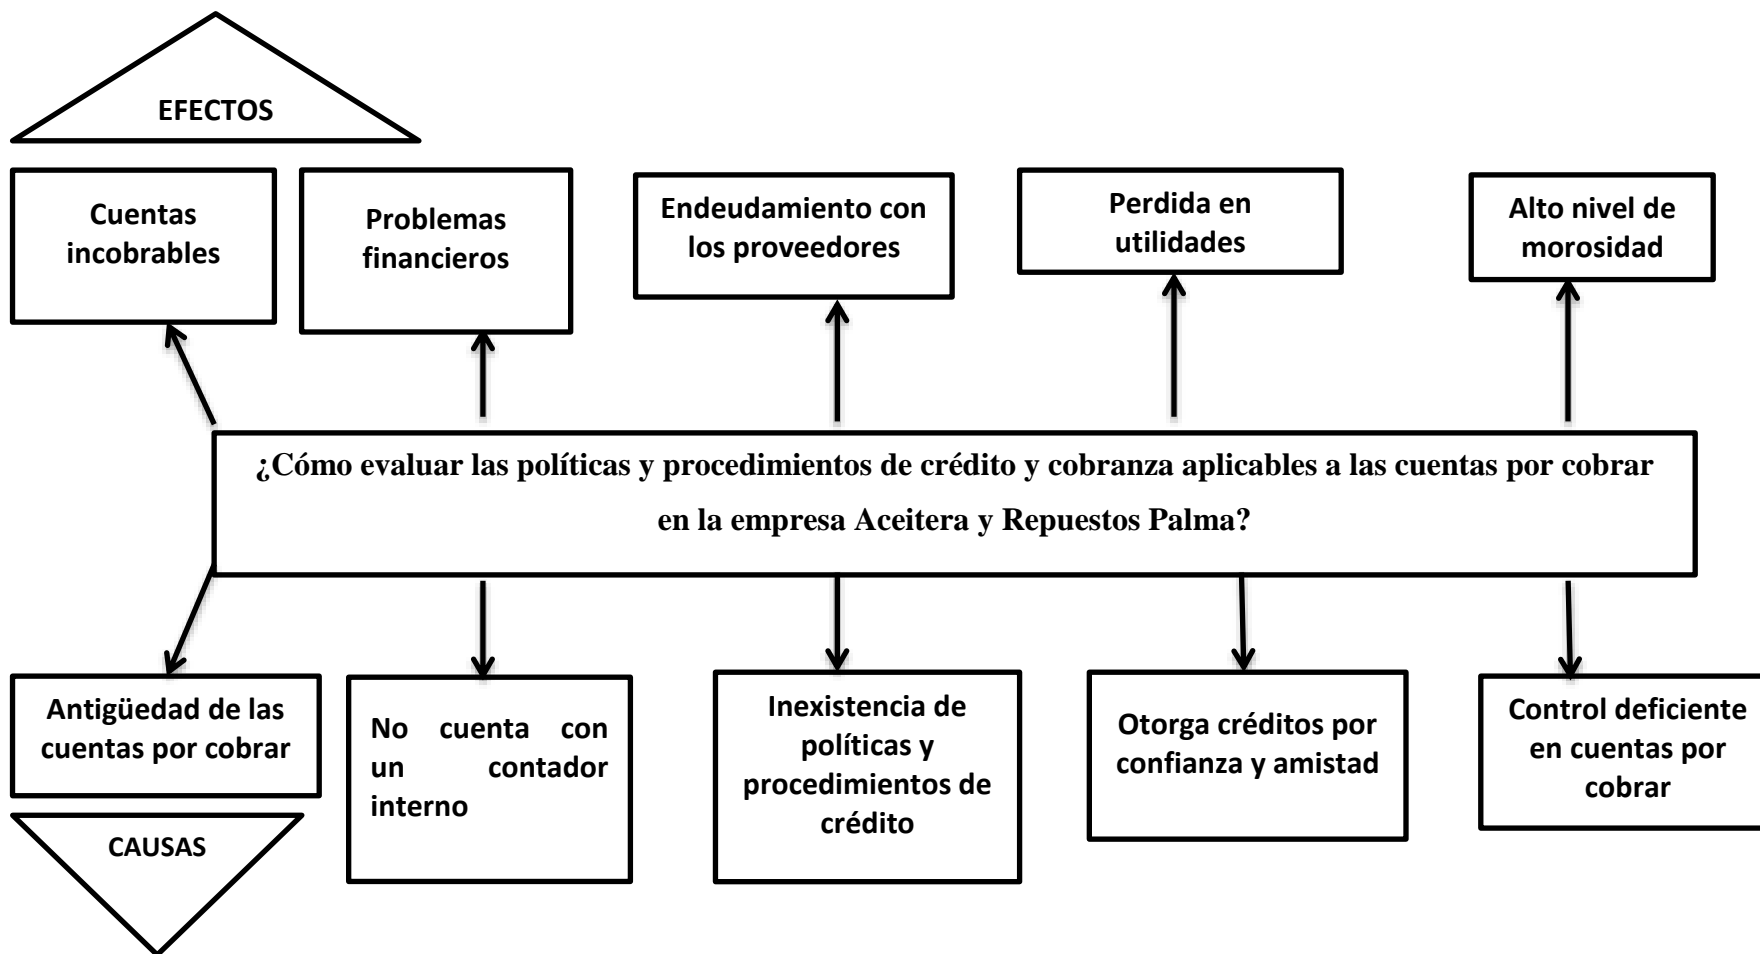 EFECTOS
Cuentas
incobrables
Problemas
financieros
Endeudamiento con
los proveedores
Perdida en
utilidades
Alto nivel de
morosidad
¿Cómo evaluar las políticas y procedimientos de crédito y cobranza aplicables a las cuentas por cobrar
en la empresa Aceitera y Repuestos Palma?
Antigüedad de las
cuentas por cobrar
No cuenta con
un contador
interno
Inexistencia de
políticas y
procedimientos de
crédito
Otorga créditos por
confianza y amistad
Control deficiente
en cuentas por
cobrar
CAUSAS